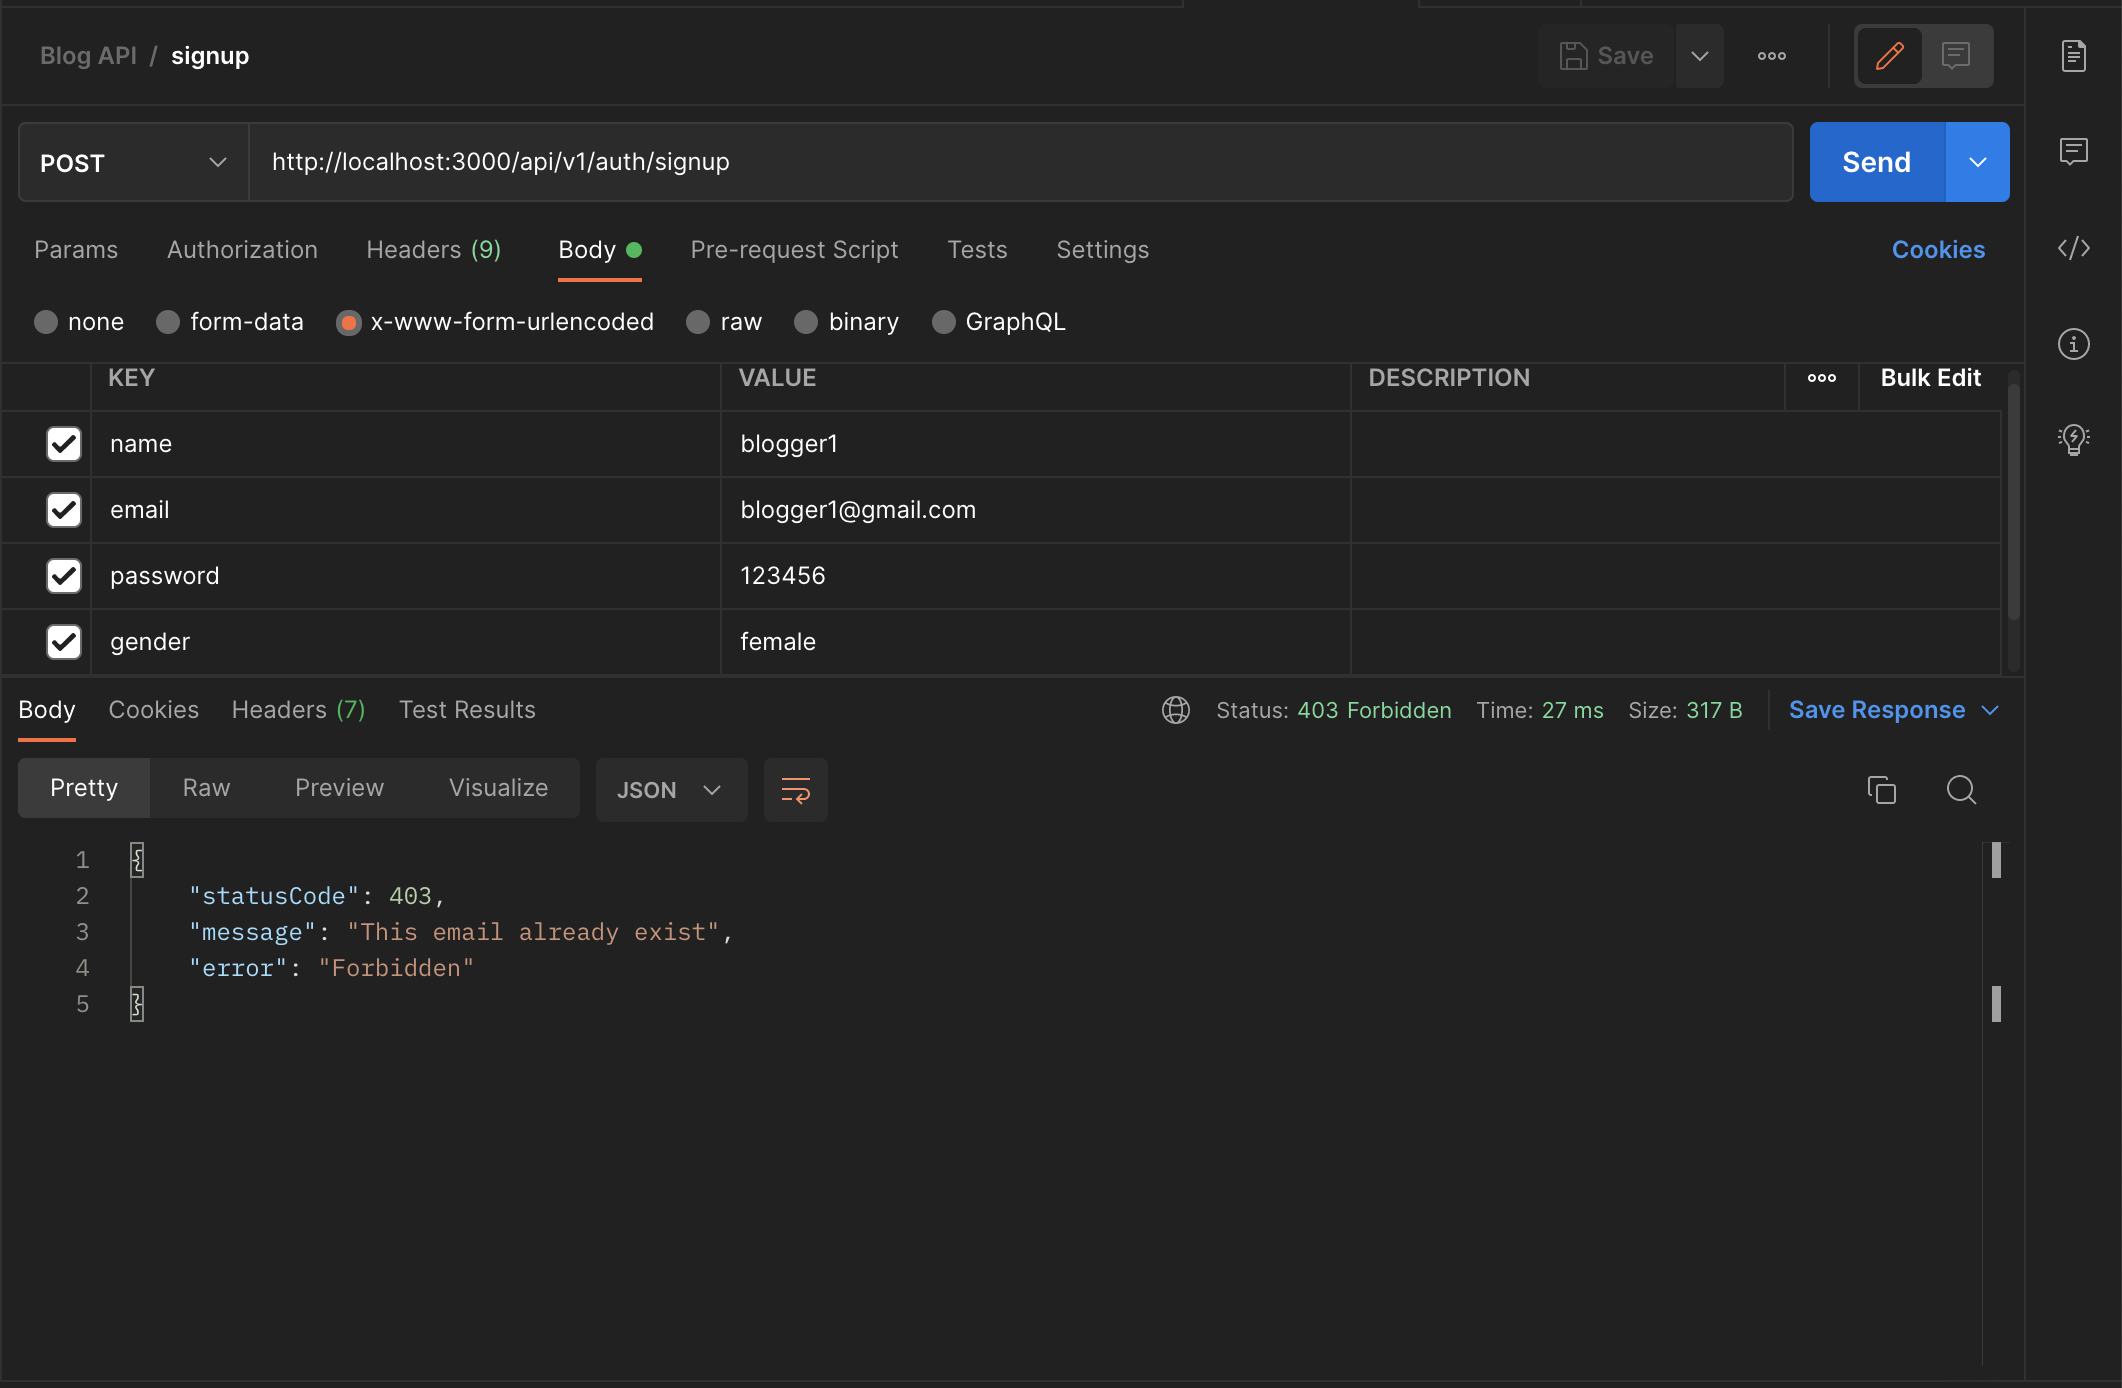 Blog API / signup
Save
POST
http://localhost:3000/api/v1/auth/signup
Send
Params Authorization Headers (9) Body Pre-request Script Tests Settings Cookies
none form-data x-www-form-urlencoded raw binary GraphQL
KEY VALUE DESCRIPTION ooo Bulk Edit
name blogger1
email blogger1@gmail.com
password 123456
gender female
Body Cookies Headers (7) Test Results Status: 403 Forbidden Time: 27 ms Size: 317 B Save Response
Pretty Raw Preview Visualize JSON
1 {
2 "statusCode": 403,
3 "message": "This email already exist",
4 "error": "Forbidden"
5 }